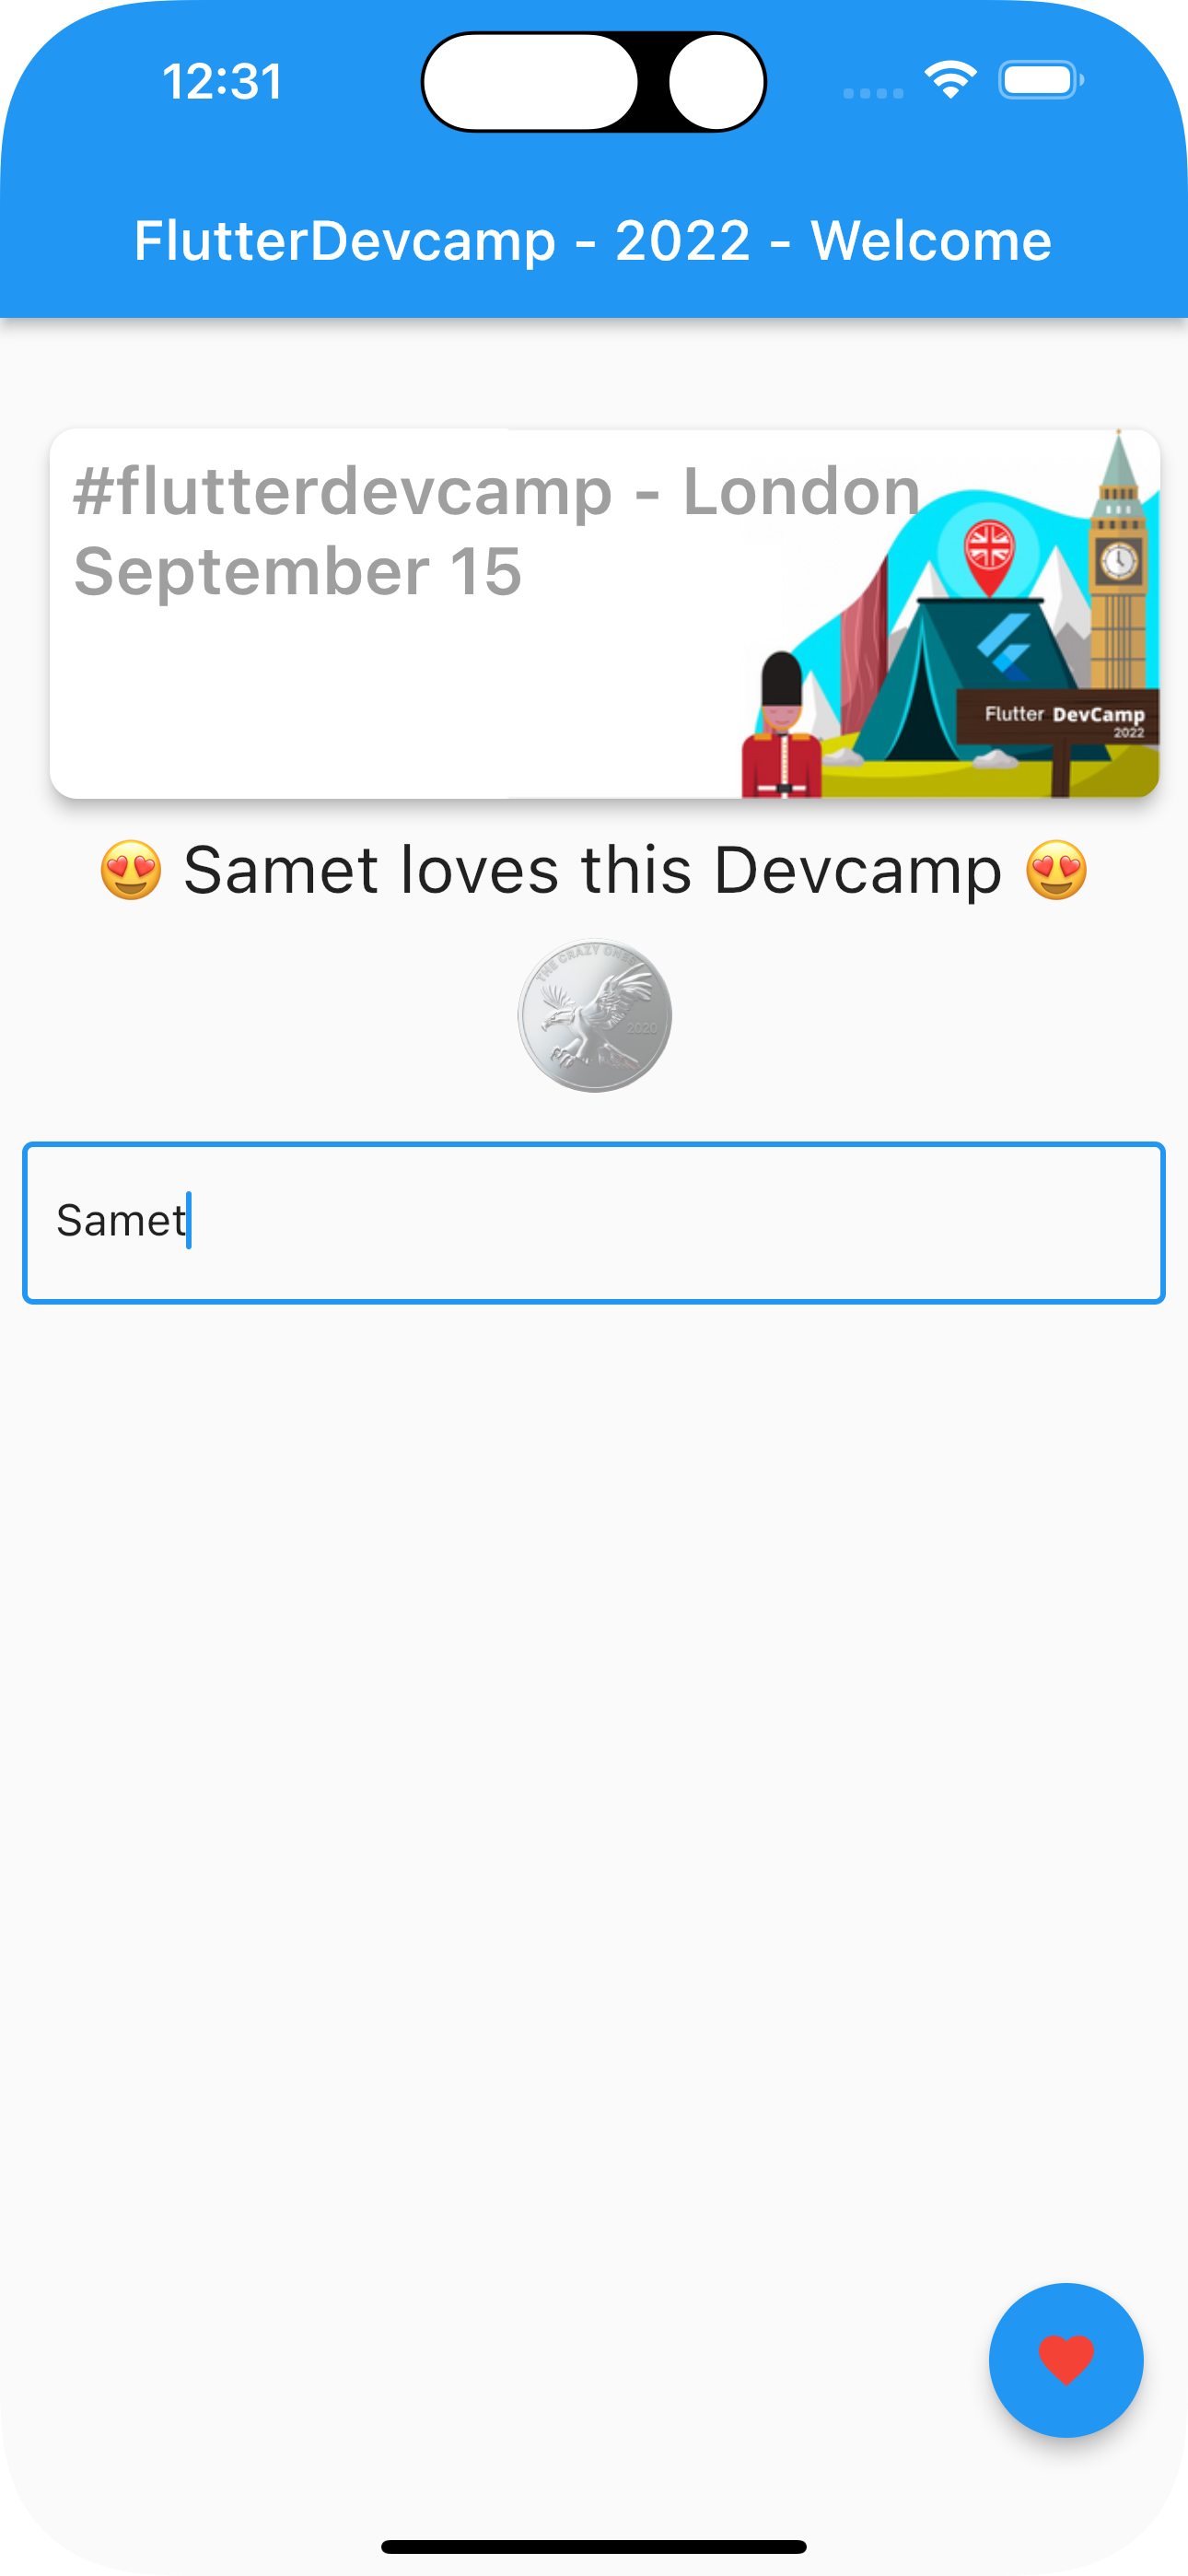 12:31
FlutterDevcamp - 2022 - Welcome
#flutterdevcamp - London
September 15
Flutter DevCamp
2022
😍 Samet loves this Devcamp 😍
THE CRAZY ONES
2020
Samet